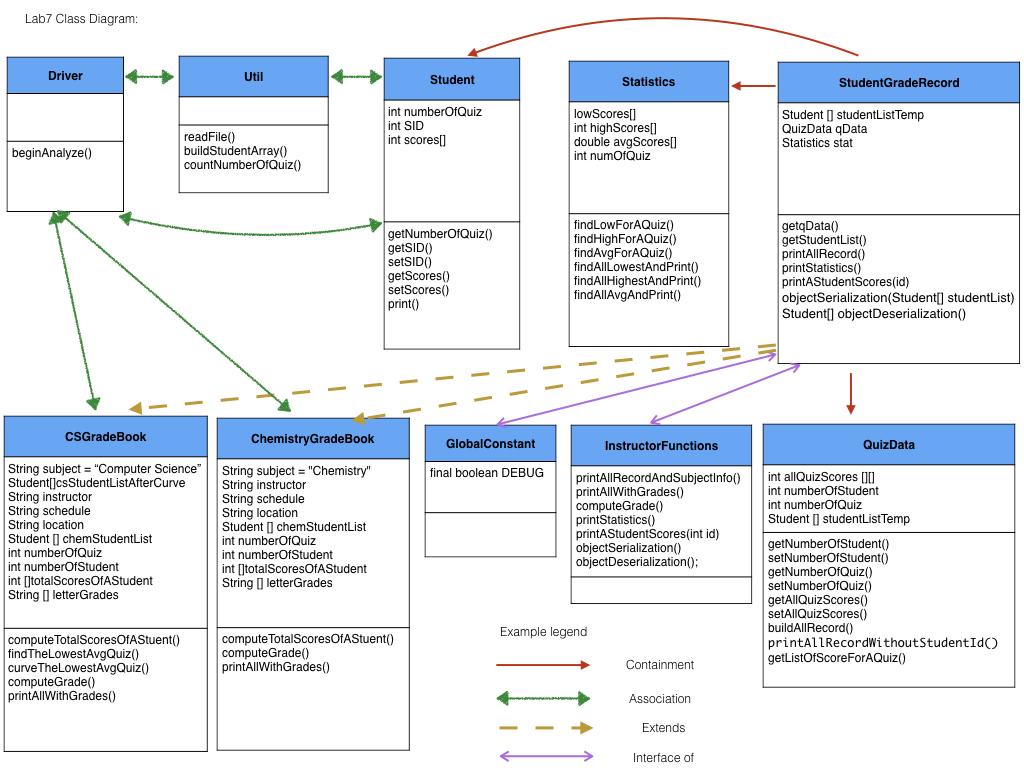 Lab7 Class Diagram:
Driver
beginAnalyze()
Util
readFile()
buildStudentArray()
countNumberOfQuiz()
Student
int numberOfQuiz
int SID
int scores[]
getNumberOfQuiz()
getSID()
setSID()
getScores()
setScores()
print()
Statistics
lowScores[]
int highScores[]
double avgScores[]
int numOfQuiz
findLowForAQuiz()
findHighForAQuiz()
findAvgForAQuiz()
findAllLowestAndPrint()
findAllHighestAndPrint()
findAllAvgAndPrint()
StudentGradeRecord
Student [] studentListTemp
QuizData qData
Statistics stat
getqData()
getStudentList()
printAllRecord()
printStatistics()
printAStudentScores(id)
objectSerialization(Student[] studentList)
Student[] objectDeserialization()
CSGradeBook
String subject = “Computer Science”
Student[]csStudentListAfterCurve
String instructor
String schedule
String location
Student [] chemStudentList
int numberOfQuiz
int numberOfStudent
int []totalScoresOfAStudent
String [] letterGrades
computeTotalScoresOfAStuent()
findTheLowestAvgQuiz()
curveTheLowestAvgQuiz()
computeGrade()
printAllWithGrades()
ChemistryGradeBook
String subject = "Chemistry"
String instructor
String schedule
String location
Student [] chemStudentList
int numberOfQuiz
int numberOfStudent
int []totalScoresOfAStudent
String [] letterGrades
computeTotalScoresOfAStuent()
computeGrade()
printAllWithGrades()
GlobalConstant
final boolean DEBUG
InstructorFunctions
printAllRecordAndSubjectInfo()
printAllWithGrades()
computeGrade()
printStatistics()
printAStudentScores(int id)
objectSerialization()
objectDeserialization();
QuizData
int allQuizScores [][]
int numberOfStudent
int numberOfQuiz
Student [] studentListTemp
getNumberOfStudent()
setNumberOfStudent()
getNumberOfQuiz()
setNumberOfQuiz()
getAllQuizScores()
setAllQuizScores()
buildAllRecord()
printAllRecordWithoutStudentId()
getListOfScoreForAQuiz()
Example legend
Containment
Association
Extends
Interface of